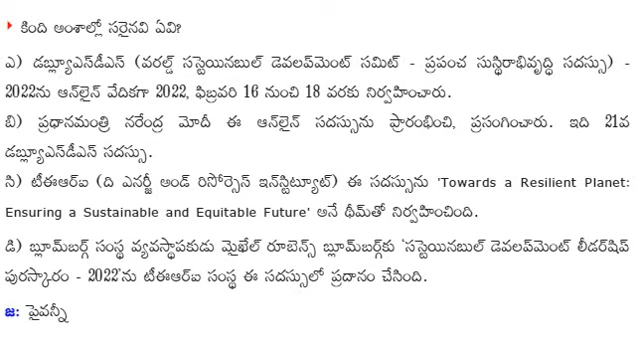 కింది అంశాల్లో సరైనవి ఏవి?
ఎ) డబ్ల్యూఎస్‌డీఎస్ (వరల్డ్ సస్టెయినబుల్ డెవలప్‌మెంట్ సమిట్ - ప్రపంచ సుస్థిరాభివృద్ధి సదస్సు) -
2022ను ఆన్‌లైన్ వేదికగా 2022, ఫిబ్రవరి 16 నుంచి 18 వరకు నిర్వహించారు.
బి) ప్రధానమంత్రి నరేంద్ర మోదీ ఈ ఆన్‌లైన్ సదస్సును ప్రారంభించి, ప్రసంగించారు. ఇది 21వ
డబ్ల్యూఎస్‌డీఎస్ సదస్సు.
సి) టీఈఆర్ఐ (ది ఎనర్జీ అండ్ రిసోర్సెస్ ఇన్‌స్టిట్యూట్) ఈ సదస్సును 'Towards a Resilient Planet:
Ensuring a Sustainable and Equitable Future' అనే థీమ్‌తో నిర్వహించింది.
డి) బ్లూమ్‌బర్గ్ సంస్థ వ్యవస్థాపకుడు మైఖేల్ రూబెన్స్ బ్లూమ్‌బర్గ్‌కు 'సస్టెయినబుల్ డెవలప్‌మెంట్ లీడర్‌షిప్
పురస్కారం - 2022'ను టీఈఆర్ఐ సంస్థ ఈ సదస్సులో ప్రదానం చేసింది.
జ: పైవన్నీ